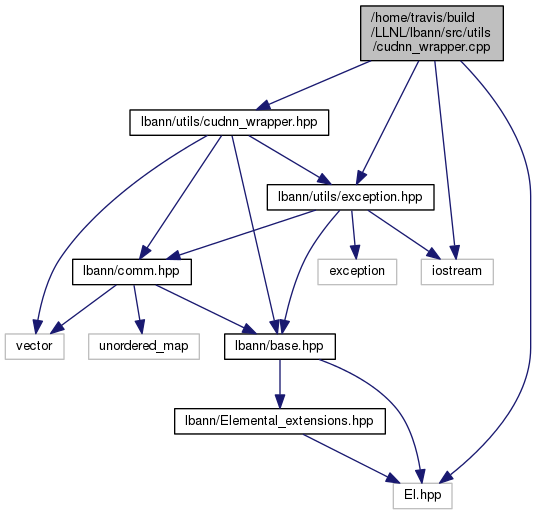 /home/travis/build
/LLNL/lbann/src/utils
/cudnn_wrapper.cpp
lbann/utils/cudnn_wrapper.hpp
lbann/utils/exception.hpp
lbann/comm.hpp
exception
iostream
vector
unordered_map
lbann/base.hpp
lbann/Elemental_extensions.hpp
El.hpp